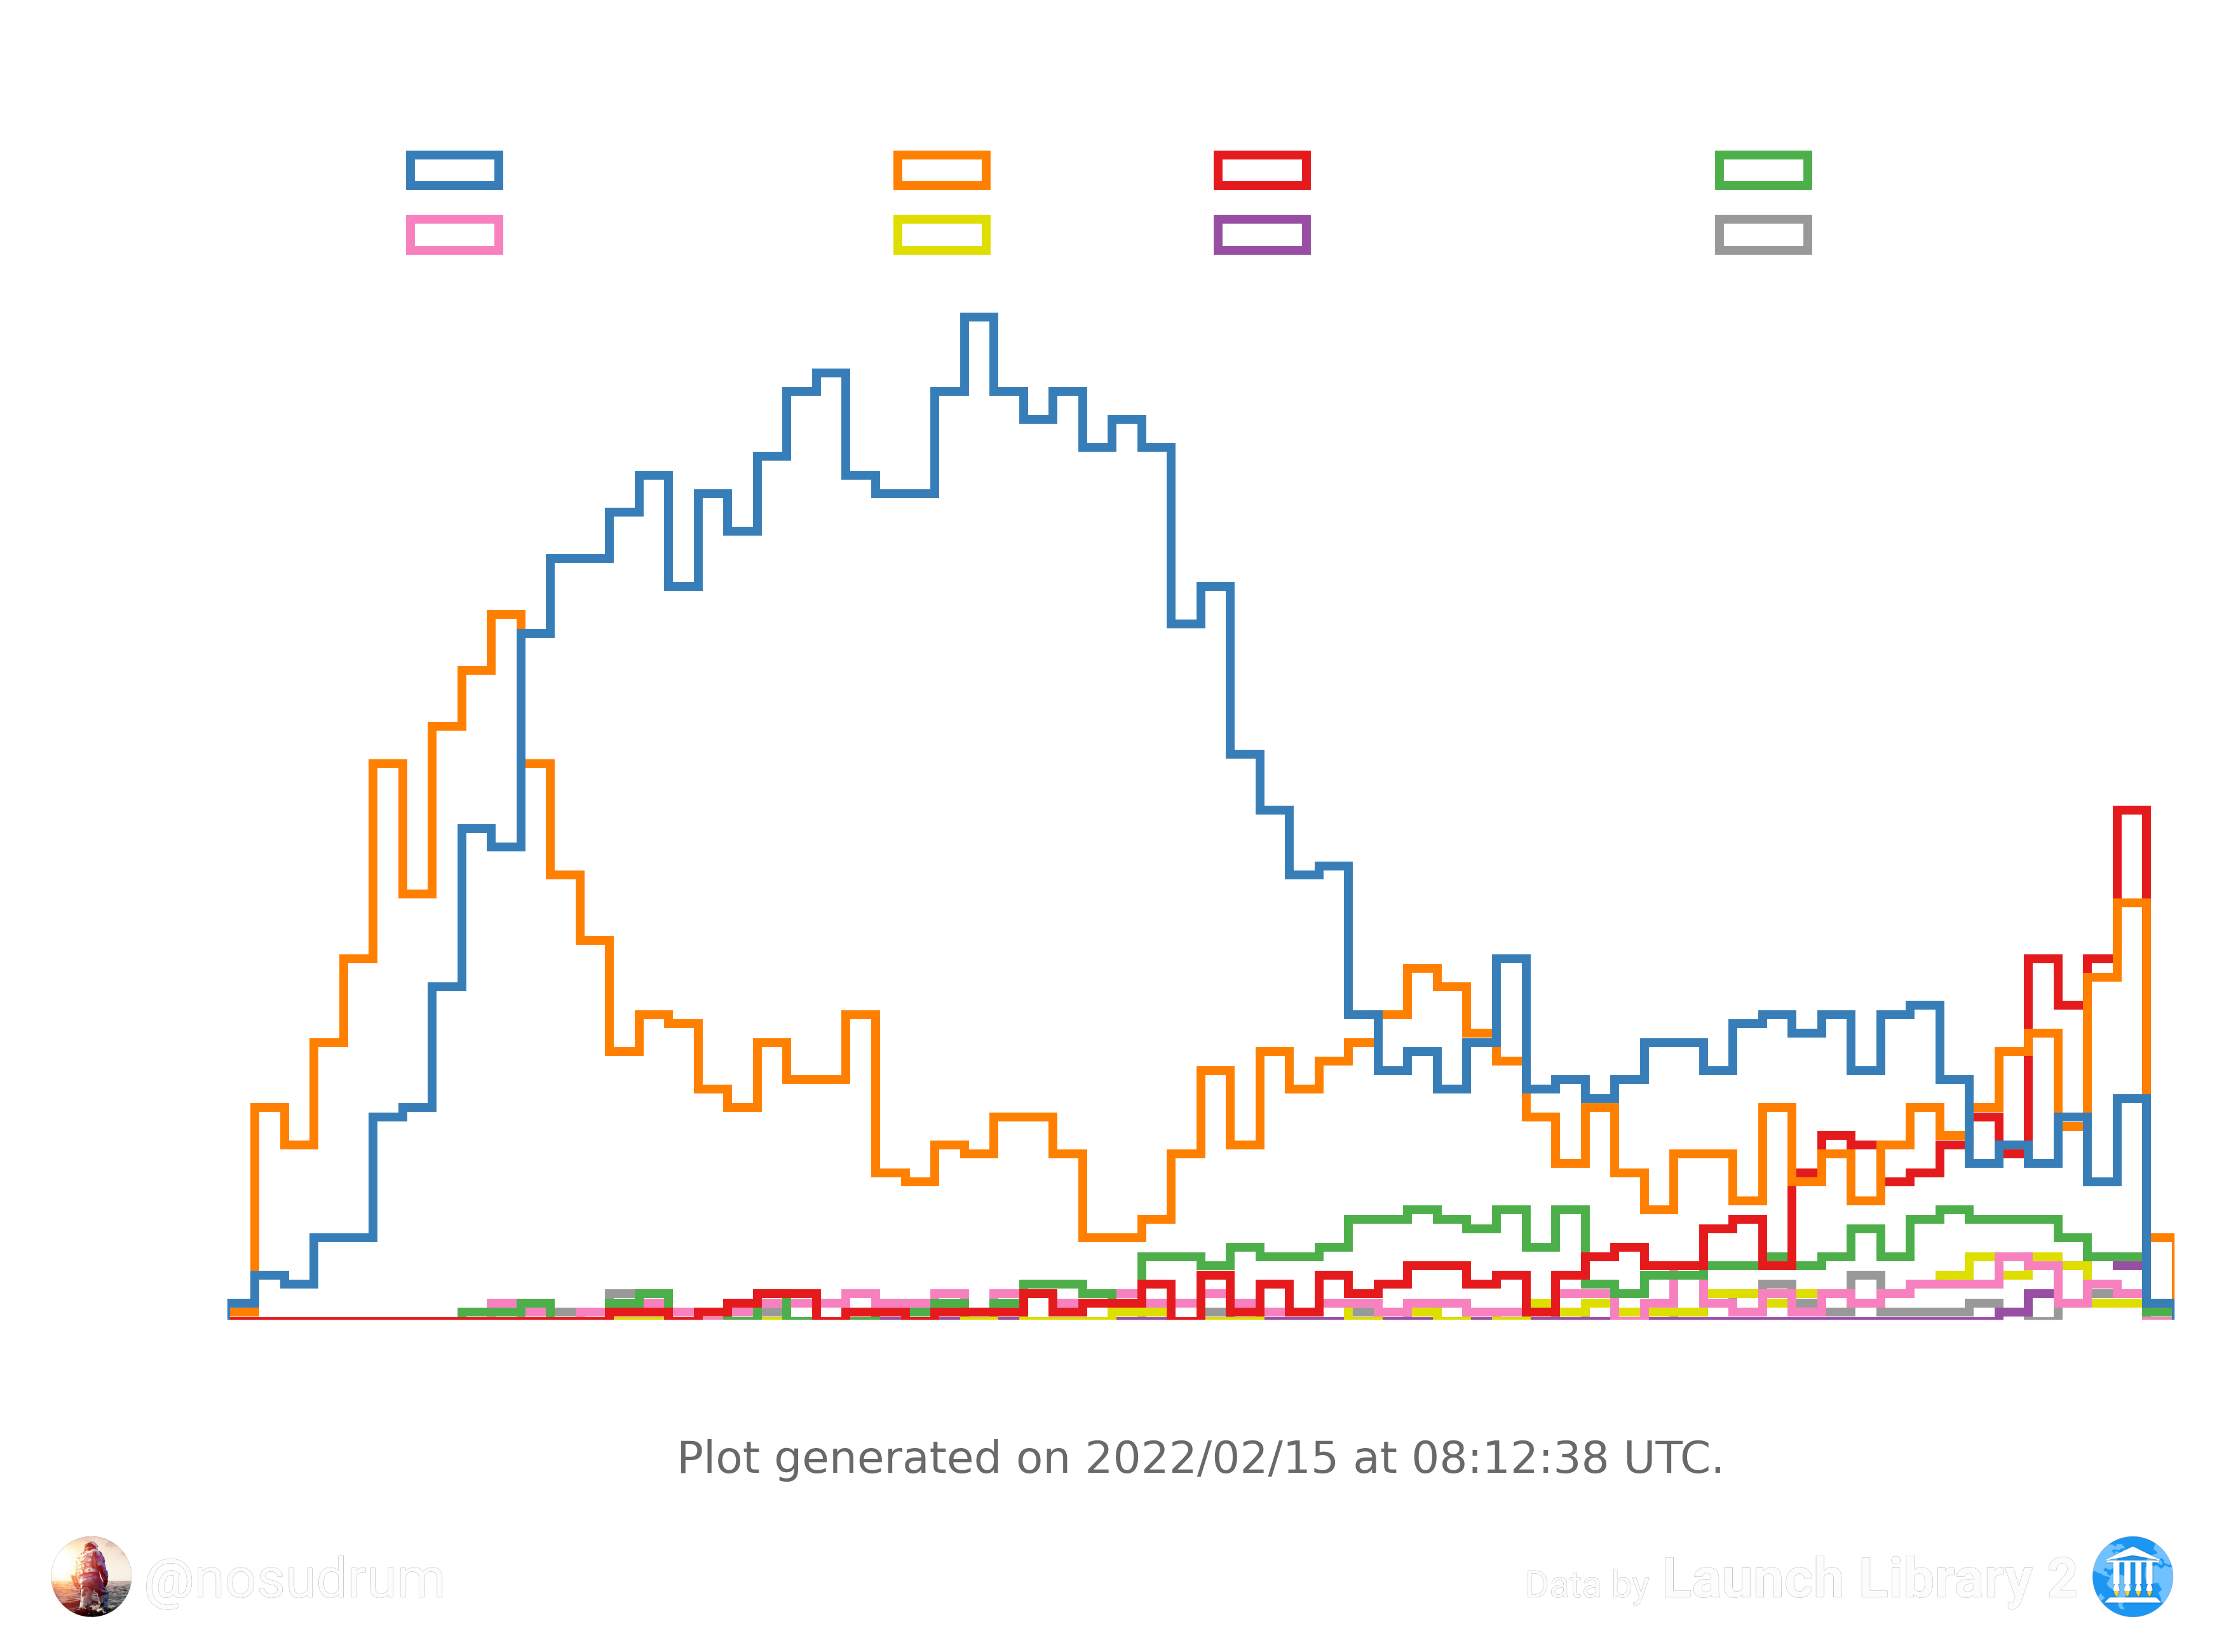 Plot generated on 2022/02/15 at 08:12:38 UTC.
@nosudrum
Data by Launch Library 2